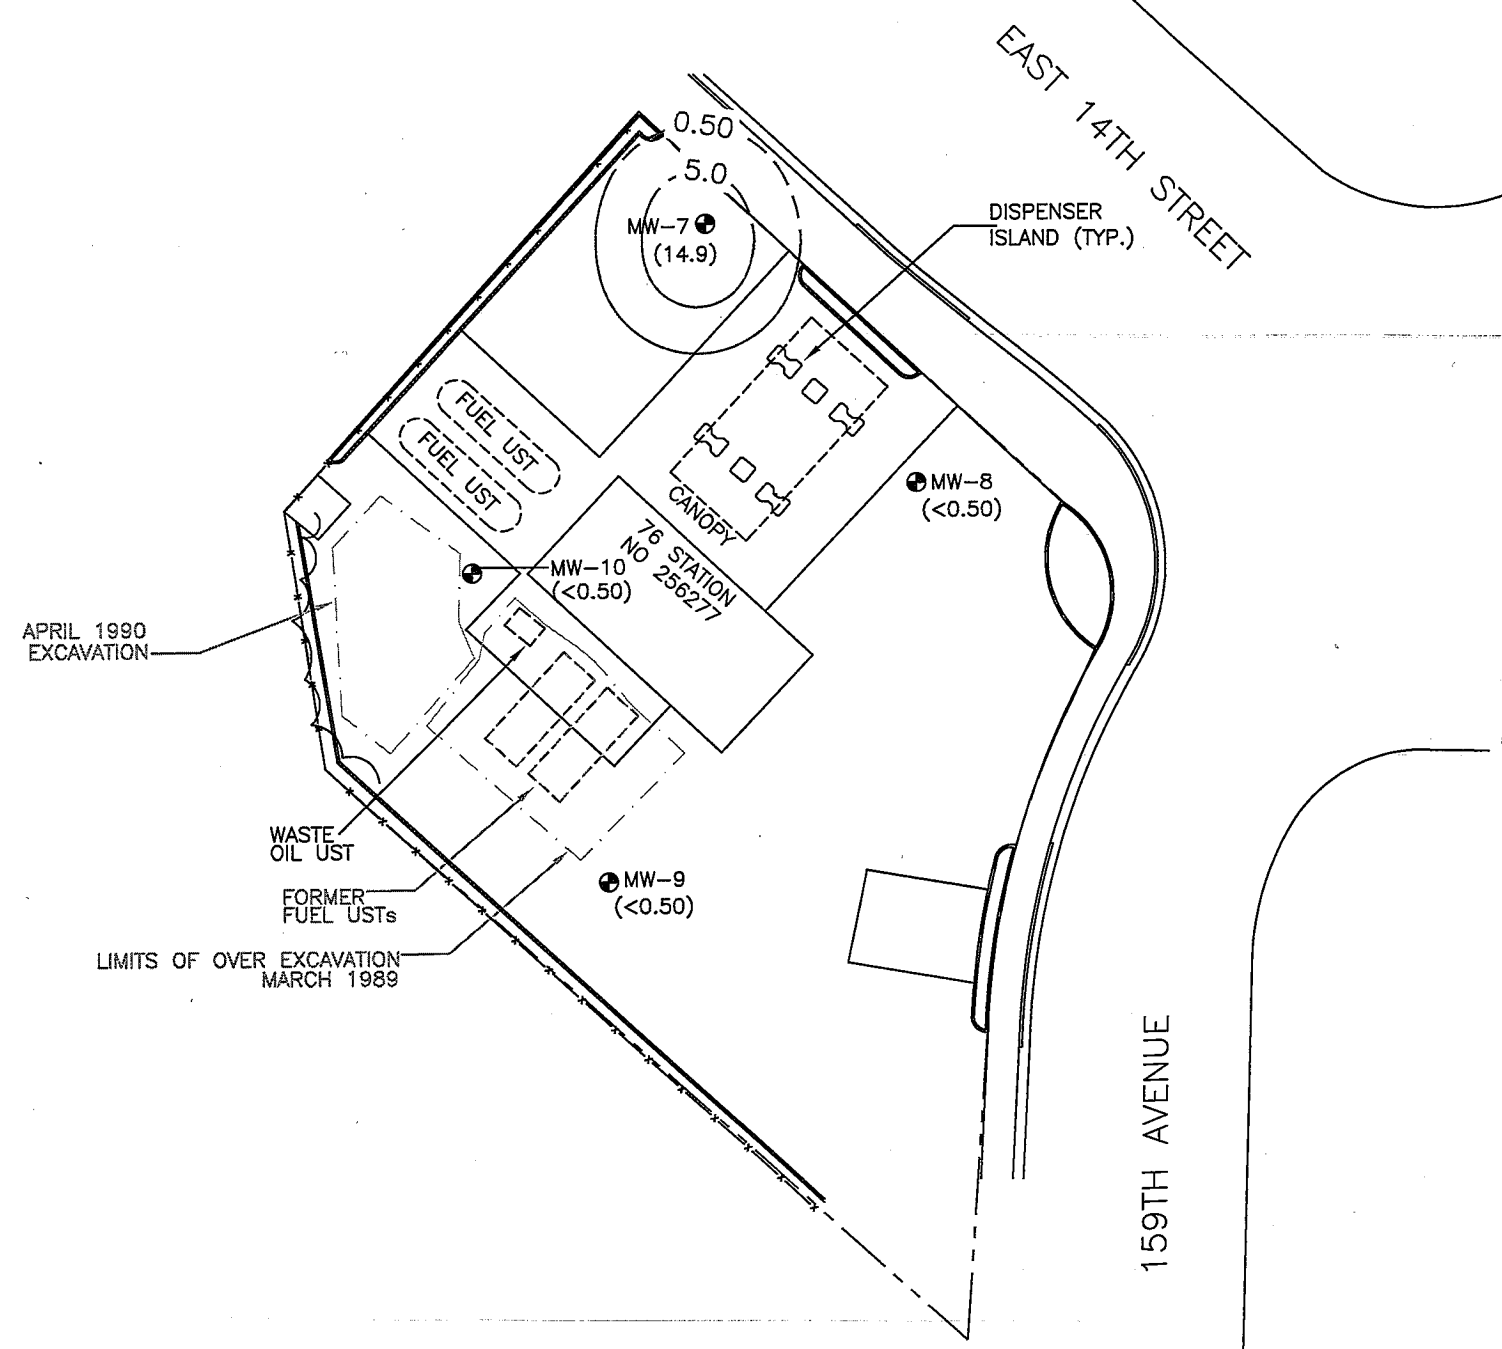 EAST 14TH STREET
0.50
5.0
MW-7
(14.9)
DISPENSER
ISLAND (TYP.)
FUEL UST
FUEL UST
CANOPY
MW-8
(<0.50)
76 STATION
NO 256277
MW-10
(<0.50)
APRIL 1990
EXCAVATION
WASTE
OIL UST
FORMER
FUEL USTs
MW-9
(<0.50)
LIMITS OF OVER EXCAVATION
MARCH 1989
159TH AVENUE